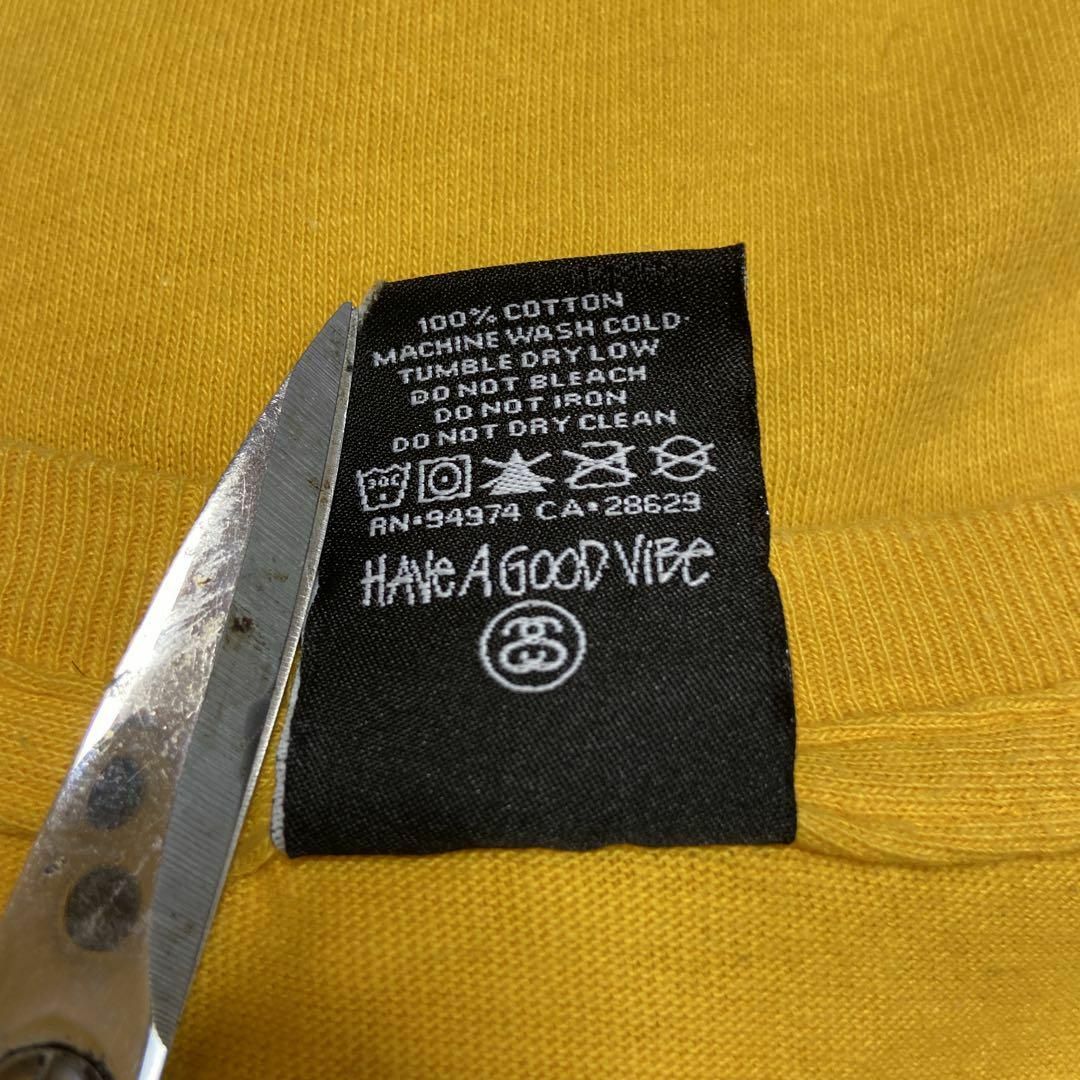 100% COTTON
MACHINE WASH COLD
TUMBLE DRY LOW
DO NOT BLEACH
DO NOT IRON
DO NOT DRY CLEAN
30C
RN•94974 CA•28629
HAVE A GOOD VIBE